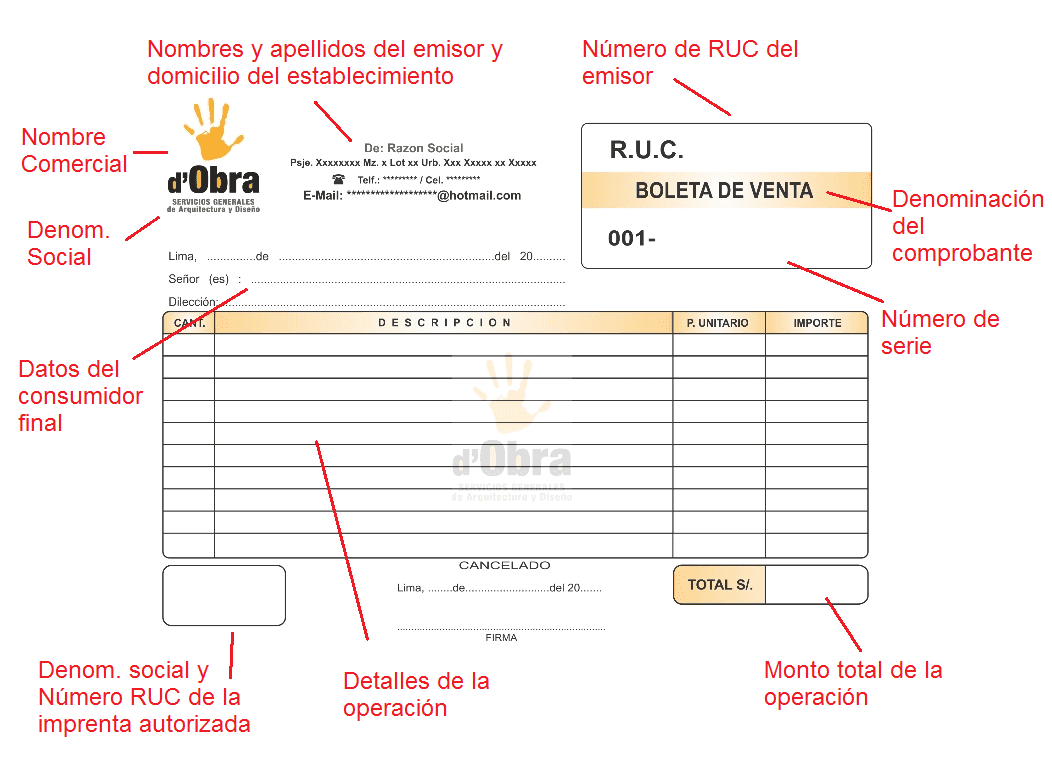 Nombres y apellidos del emisor y
domicilio del establecimiento
Número de RUC del
emisor
Nombre
Comercial
De: Razon Social
Psje. Xxxxxxxx Mz. x Lot xx Urb. Xxx Xxxxx xx Xxxxx
Telf.: ********* / Cel. *********
E-Mail: *******************@hotmail.com
R.U.C.
BOLETA DE VENTA
001-
d'Obra
SERVICIOS GENERALES
de Arquitectura y Diseño
Denominación
del
comprobante
Denom.
Social
Lima, ...............de ....................................................................del 20..........
Señor (es) : ....................................................................................................
Dilección: ....................................................................................................
Número de
serie
CANT.
DESCRIPCION
P. UNITARIO
IMPORTE
Datos del
consumidor
final
d'Obra
SERVICIOS GENERALES
de Arquitectura y Diseño
CANCELADO
Lima, ........de...........................del 20.......
TOTAL S/.
FIRMA
Denom. social y
Número RUC de la
imprenta autorizada
Detalles de la
operación
Monto total de la
operación